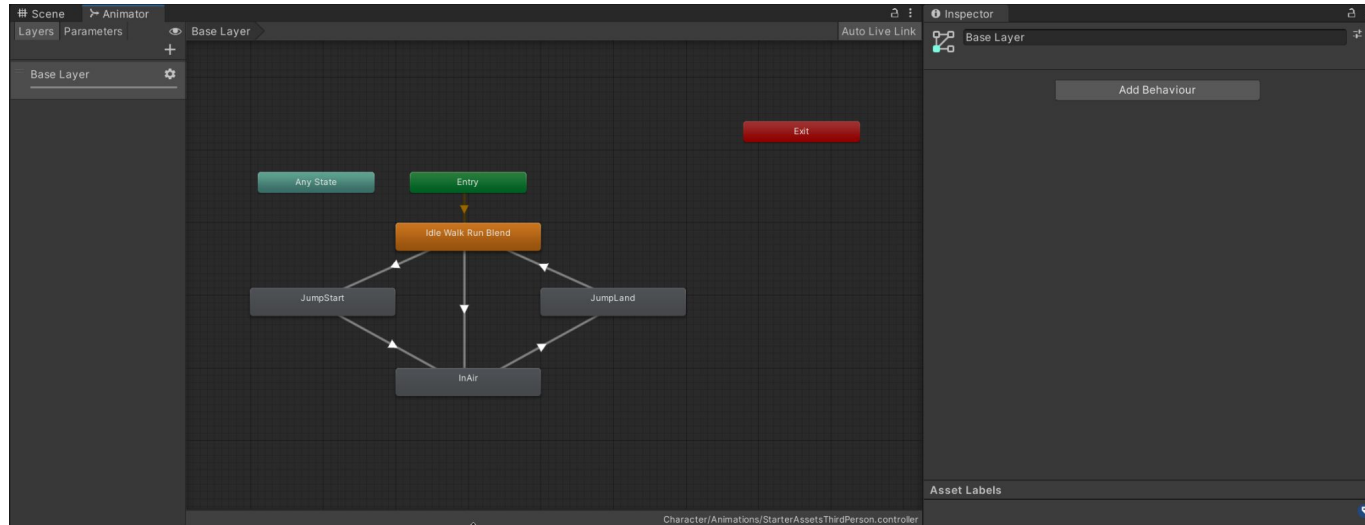 Scene Animator
Layers Parameters
Base Layer
Base Layer
Auto Live Link
Exit
Any State
Entry
Idle Walk Run Blend
JumpStart
JumpLand
InAir
Character/Animations/StarterAssetsThirdPerson.controller
Inspector
Base Layer
Add Behaviour
Asset Labels